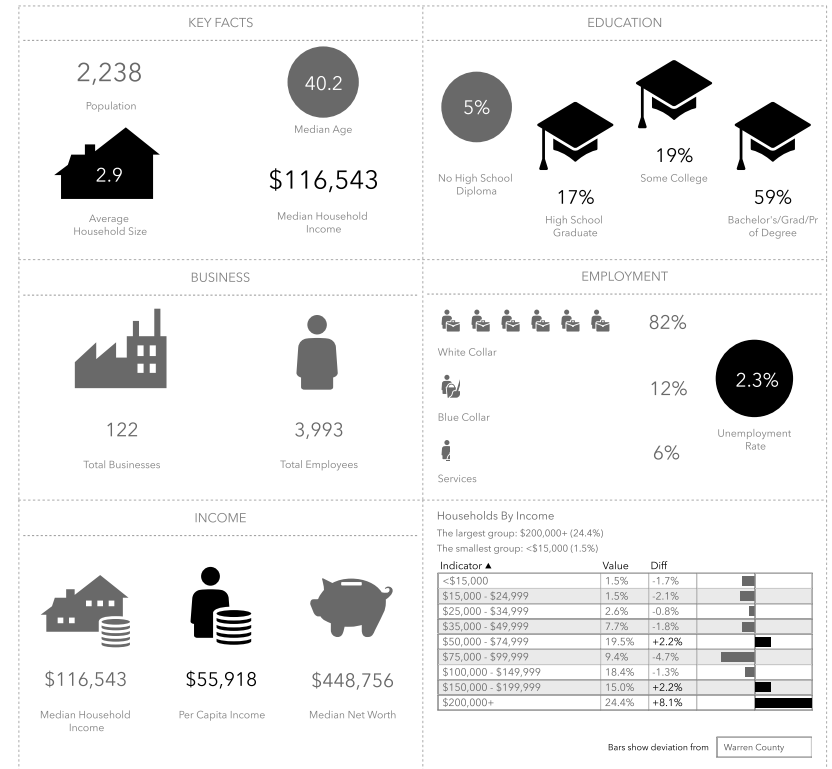 KEY FACTS
2,238
Population
40.2
Median Age
2.9
Average
Household Size
$116,543
Median Household
Income
EDUCATION
5%
No High School
Diploma
17%
High School
Graduate
19%
Some College
59%
Bachelor's/Grad/Pr
of Degree
BUSINESS
122
Total Businesses
3,993
Total Employees
EMPLOYMENT
82%
White Collar
12%
Blue Collar
6%
Services
2.3%
Unemployment
Rate
INCOME
$116,543
Median Household
Income
$55,918
Per Capita Income
$448,756
Median Net Worth
Households By Income
The largest group: $200,000+ (24.4%)
The smallest group: <$15,000 (1.5%)
Indicator ▲ Value Diff
<$15,000 1.5% -1.7%
$15,000 - $24,999 1.5% -2.1%
$25,000 - $34,999 2.6% -0.8%
$35,000 - $49,999 7.7% -1.8%
$50,000 - $74,999 19.5% +2.2%
$75,000 - $99,999 9.4% -4.7%
$100,000 - $149,999 18.4% -1.3%
$150,000 - $199,999 15.0% +2.2%
$200,000+ 24.4% +8.1%
Bars show deviation from Warren County